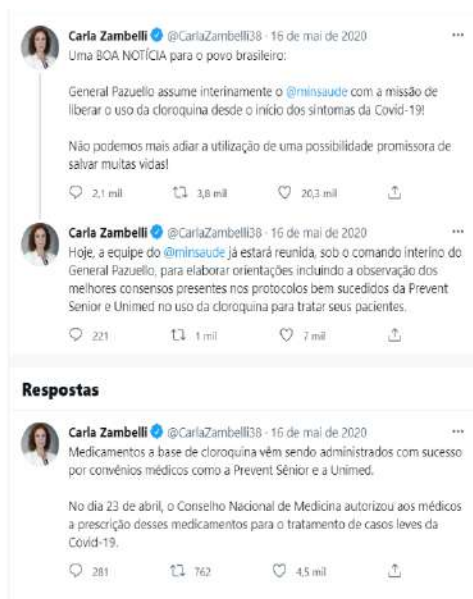 Carla Zambelli @CarlaZambelli38 · 16 de mai de 2020
Uma BOA NOTÍCIA para o povo brasileiro:
General Pazuello assume interinamente o @minsaude com a missão de
liberar o uso da cloroquina desde o início dos sintomas da Covid-19!
Não podemos mais adiar a utilização de uma possibilidade promissora de
salvar muitas vidas!
2,1 mil 3,8 mil 20,3 mil
Carla Zambelli @CarlaZambelli38 · 16 de mai de 2020
Hoje, a equipe do @minsaude já estará reunida, sob o comando interino do
General Pazuello, para elaborar orientações incluindo a observação dos
melhores consensos presentes nos protocolos bem sucedidos da Prevent
Senior e Unimed no uso da cloroquina para tratar seus pacientes.
221 1 mil 7 mil
Respostas
Carla Zambelli @CarlaZambelli38 · 16 de mai de 2020
Medicamentos a base de cloroquina vêm sendo administrados com sucesso
por convênios médicos como a Prevent Sênior e a Unimed.
No dia 23 de abril, o Conselho Nacional de Medicina autorizou aos médicos
a prescrição desses medicamentos para o tratamento de casos leves da
Covid-19.
281 762 4,5 mil